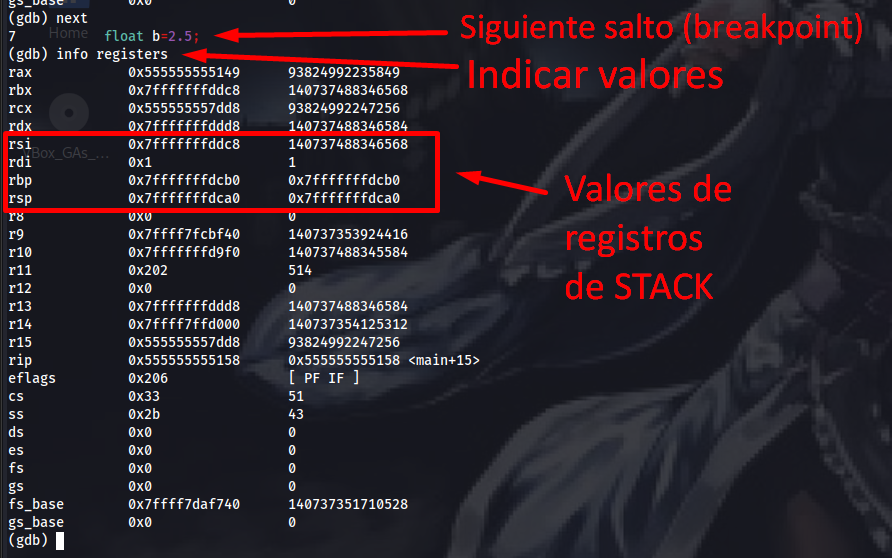 gs_base 0x0 0
(gdb) next
7 float b=2.5;
Home
Siguiente salto (breakpoint)
(gdb) info registers
Indicar valores
rax 0x555555555149 93824992235849
rbx 0x7fffffffddc8 140737488346568
rcx 0x555555557dd8 93824992247256
rdx 0x7fffffffddd8 140737488346584
rsi 0x7fffffffddc8 140737488346568
VBox_GAs_...
rdi 0x1 1
rbp 0x7fffffffdcb0 0x7fffffffdcb0
rsp 0x7fffffffdca0 0x7fffffffdca0
Valores de
registros
de STACK
r8 0x0 0
r9 0x7ffff7fcbf40 140737353924416
r10 0x7fffffffd9f0 140737488345584
r11 0x202 514
r12 0x0 0
r13 0x7fffffffddd8 140737488346584
r14 0x7ffff7ffd000 140737354125312
r15 0x555555557dd8 93824992247256
rip 0x555555555158 0x555555555158 <main+15>
eflags 0x206 [ PF IF ]
cs 0x33 51
ss 0x2b 43
ds 0x0 0
es 0x0 0
fs 0x0 0
gs 0x0 0
fs_base 0x7ffff7daf740 140737351710528
gs_base 0x0 0
(gdb)